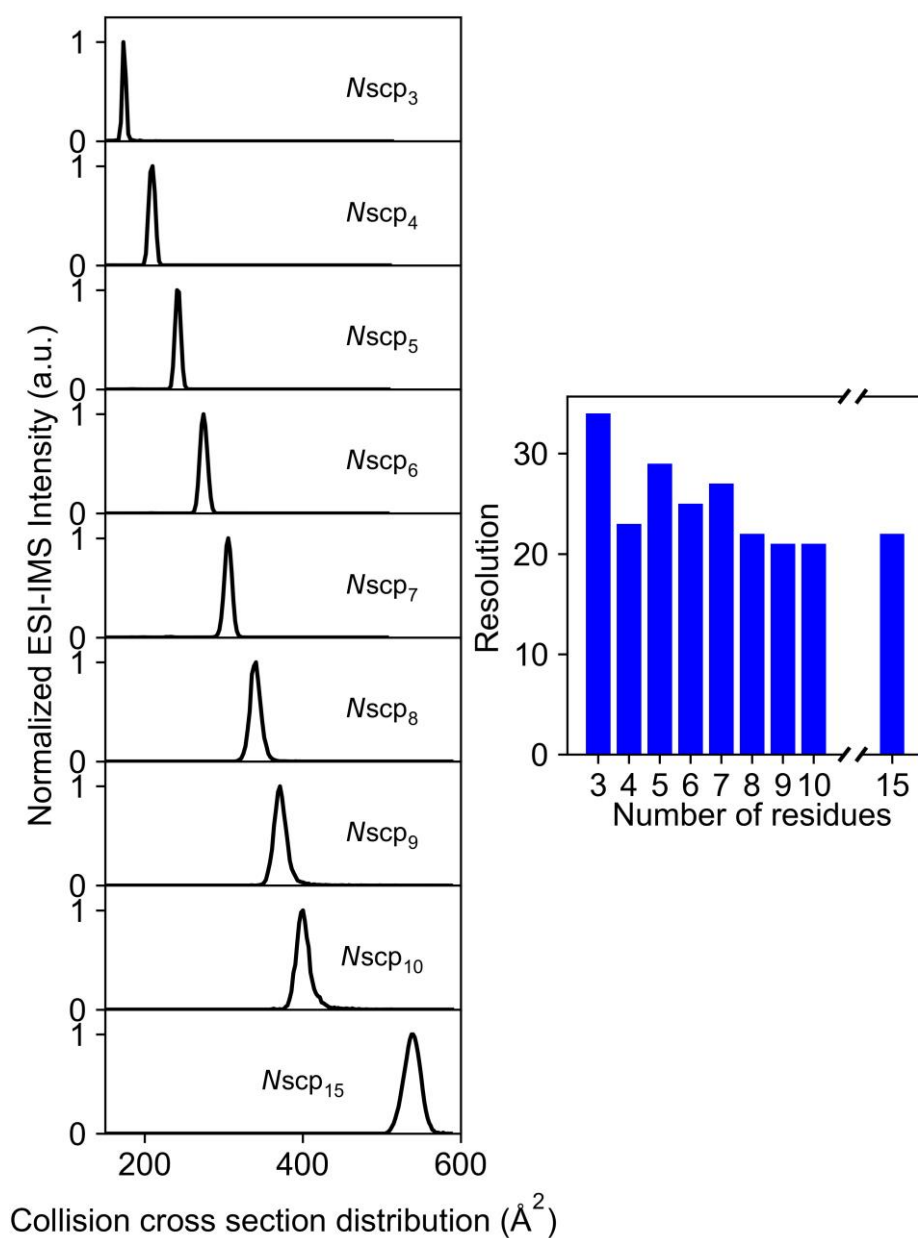 Normalized ESI-IMS Intensity (a.u.)
1
0
Nscp₃
1
0
Nscp₄
1
0
Nscp₅
1
0
Nscp₆
1
0
Nscp₇
1
0
Nscp₈
1
0
Nscp₉
1
0
Nscp₁₀
1
0
Nscp₁₅
200 400 600
Collision cross section distribution (Å²)
Resolution
30
20
10
0
3 4 5 6 7 8 9 10 15
Number of residues